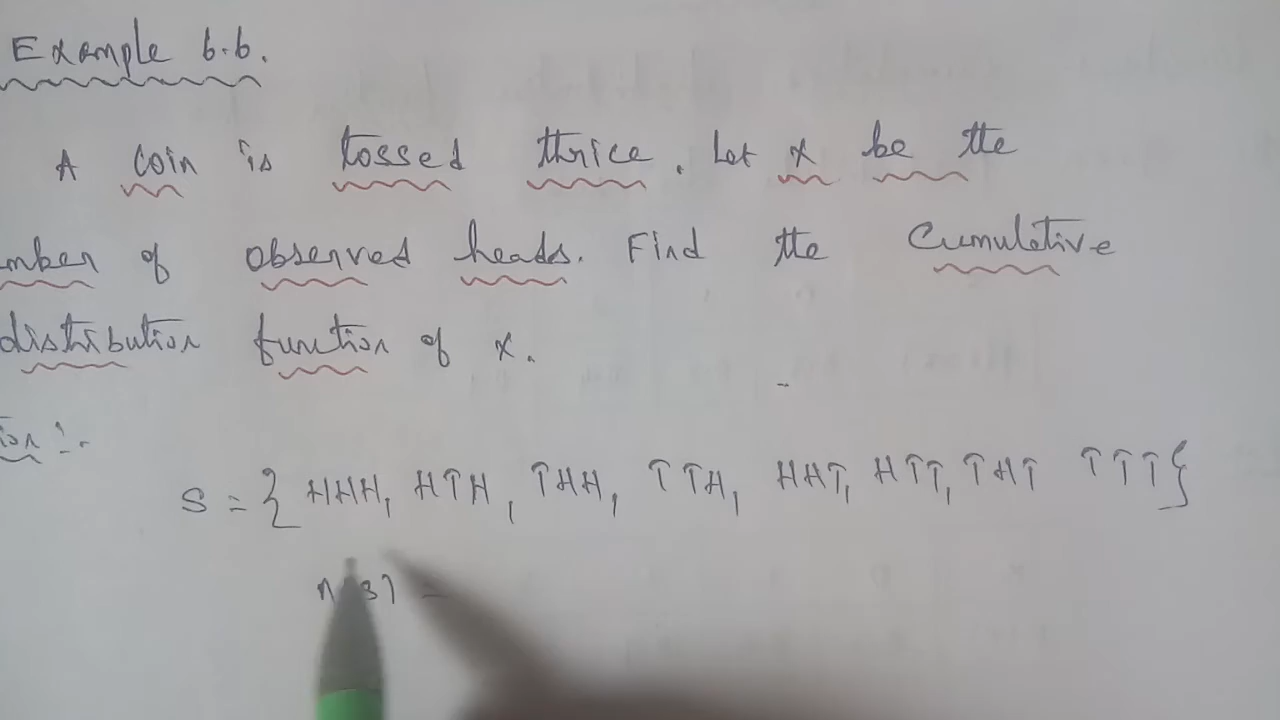 Example 6.6.
A coin is tossed thrice. Let x be the
mber of observed heads. Find the Cumulative
distribution function of x.
ion :-
S = { HHH, HTH, THH, TTH, HHT, HTT, THT TTT}
n(s) =